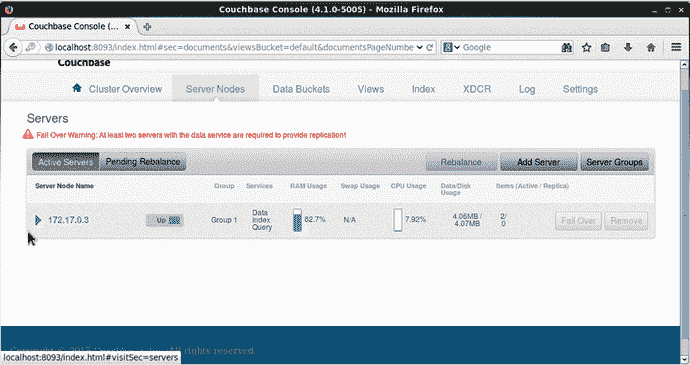 Couchbase Console (4.1.0-5005) - Mozilla Firefox
Couchbase Console (...
localhost:8093/index.html#sec=documents&viewsBucket=default&documentsPageNumbe
Google
Couchbase
Cluster Overview Server Nodes Data Buckets Views Index XDCR Log Settings
Servers
Fail Over Warning: At least two servers with the data service are required to provide replication!
Active Servers Pending Rebalance Rebalance Add Server Server Groups
Server Node Name Group Services RAM Usage Swap Usage CPU Usage Data/Disk Usage Items (Active / Replica)
172.17.0.3 Up Group 1 Data Index Query 82.7% N/A 7.92% 4.06MB / 4.07MB 2/ 0 Fail Over Remove
All rights reserved.
localhost:8093/index.html#visitSec=servers